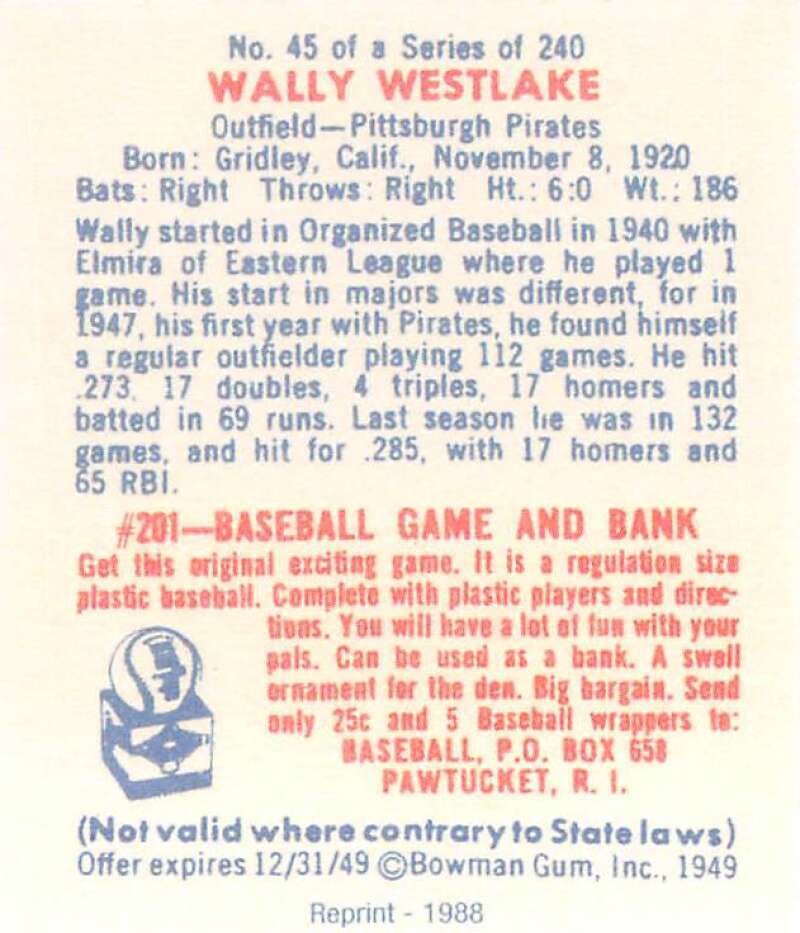 No. 45 of a Series of 240
WALLY WESTLAKE
Outfield—Pittsburgh Pirates
Born: Gridley, Calif., November 8, 1920
Bats: Right Throws: Right Ht.: 6:0 Wt.: 186
Wally started in Organized Baseball in 1940 with
Elmira of Eastern League where he played 1
game. His start in majors was different, for in
1947, his first year with Pirates, he found himself
a regular outfielder playing 112 games. He hit
.273, 17 doubles, 4 triples, 17 homers and
batted in 69 runs. Last season he was in 132
games, and hit for .285, with 17 homers and
65 RBI.
#201—BASEBALL GAME AND BANK
Get this original exciting game. It is a regulation size
plastic baseball. Complete with plastic players and direc-
tions. You will have a lot of fun with your
pals. Can be used as a bank. A swell
ornament for the den. Big bargain. Send
only 25c and 5 Baseball wrappers to:
BASEBALL, P.O. BOX 658
PAWTUCKET, R. I.
(Not valid where contrary to State laws)
Offer expires 12/31/49 ©Bowman Gum, Inc., 1949
Reprint - 1988